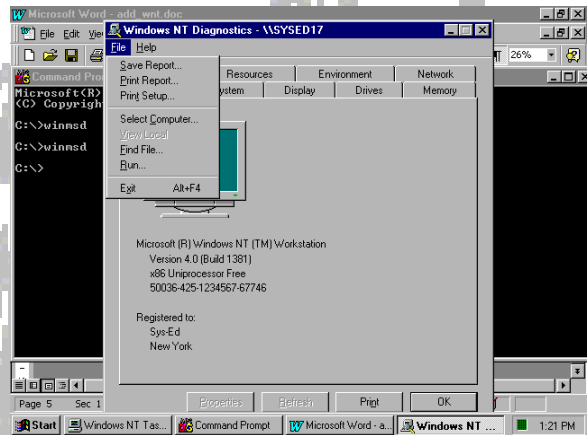 Microsoft Word - add_wnt.doc
Windows NT Diagnostics - \\SYSED17
File Edit Vie
File Help
26%
Command Pro
Save Report...
Print Report...
Print Setup...
Select Computer...
View Local
Find File...
Run...
Exit Alt+F4
Resources Environment Network
ystem Display Drives Memory
Microsoft(R)
(C) Copyrigh
C:\>winmsd
C:\>winmsd
C:\>
Microsoft (R) Windows NT (TM) Workstation
Version 4.0 (Build 1381)
x86 Uniprocessor Free
50036-425-1234567-67746
Registered to:
Sys-Ed
New York
Properties Refresh Print OK
Page 5 Sec 1
Start Windows NT Tas... Command Prompt Microsoft Word - a... Windows NT ... 1:21 PM